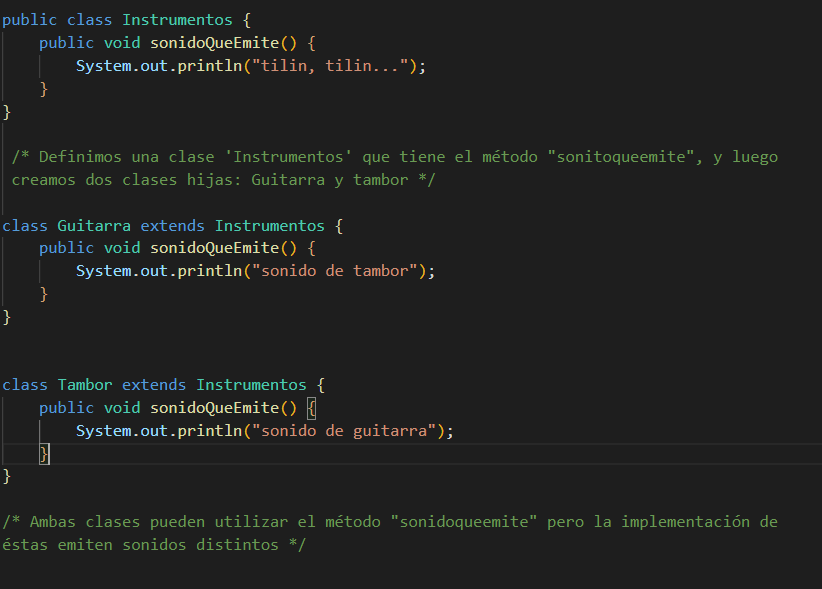 public class Instrumentos {
public void sonidoQueEmite() {
System.out.println("tilin, tilin...");
}
}
/* Definimos una clase 'Instrumentos' que tiene el método "sonitoqueemite", y luego
creamos dos clases hijas: Guitarra y tambor */
class Guitarra extends Instrumentos {
public void sonidoQueEmite() {
System.out.println("sonido de tambor");
}
}
class Tambor extends Instrumentos {
public void sonidoQueEmite() {
System.out.println("sonido de guitarra");
}
}
/* Ambas clases pueden utilizar el método "sonidoqueemite" pero la implementación de
éstas emiten sonidos distintos */